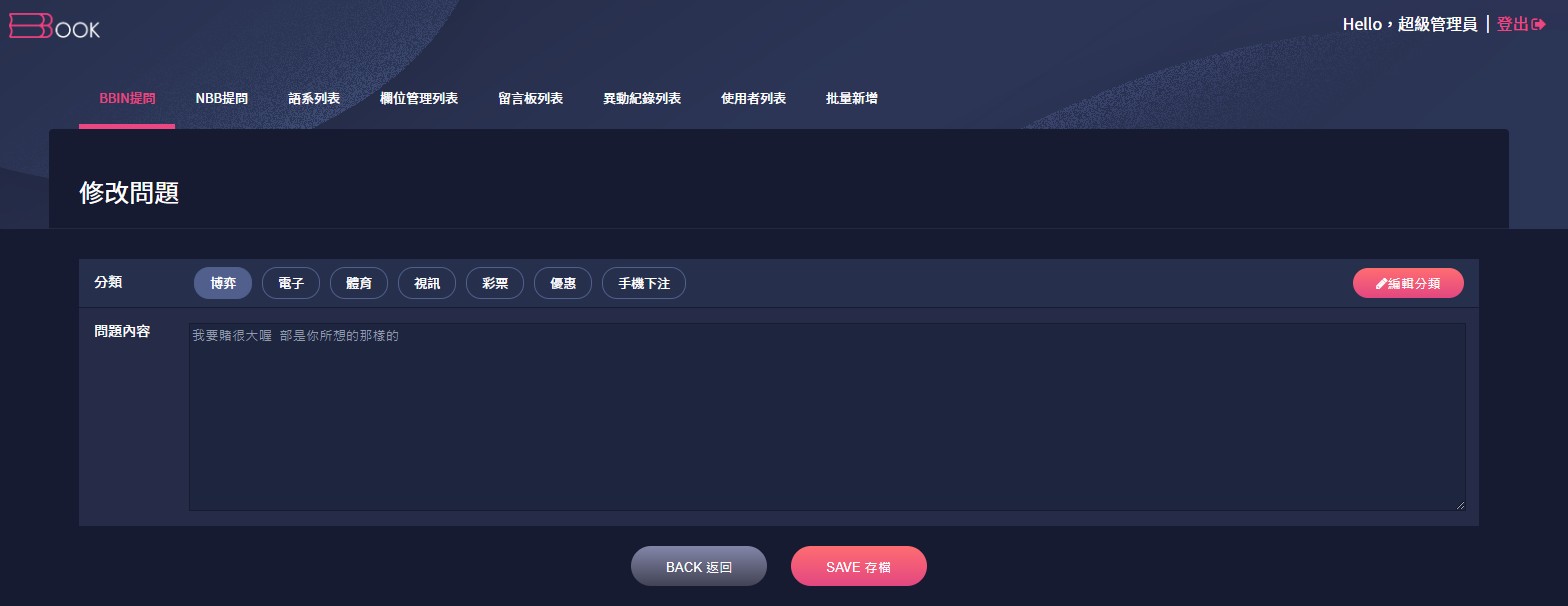 BBOOK
Hello，超級管理員 | 登出
BBIN提問 NBB提問 語系列表 欄位管理列表 留言板列表 異動紀錄列表 使用者列表 批量新增
修改問題
分類 博弈 電子 體育 視訊 彩票 優惠 手機下注 編輯分類
問題內容 我要賭很大喔 部是你所想的那樣的
BACK 返回 SAVE 存檔